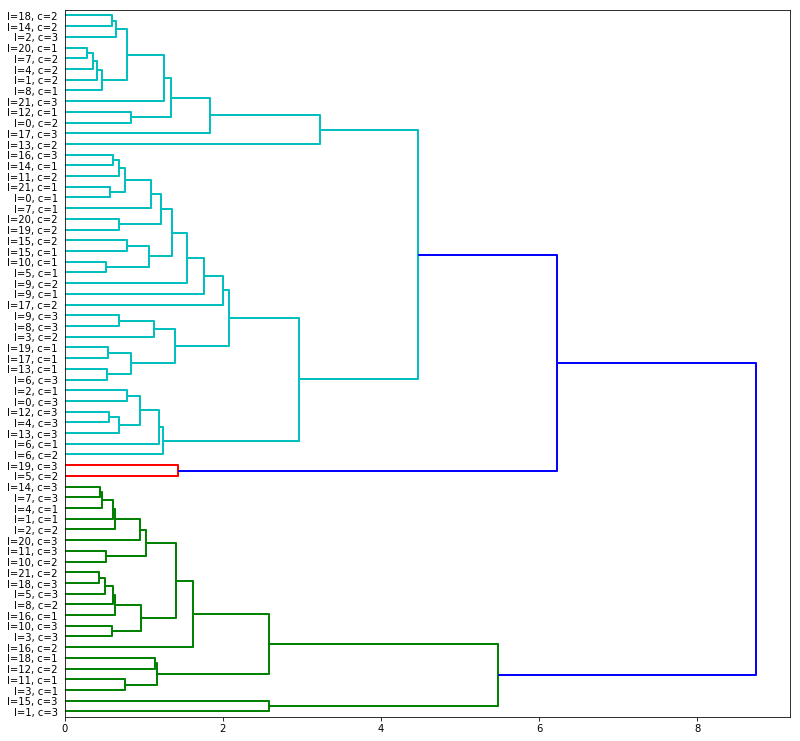 l=18, c=2
l=14, c=2
l=2, c=3
l=20, c=1
l=7, c=2
l=4, c=2
l=1, c=2
l=8, c=1
l=21, c=3
l=12, c=1
l=0, c=2
l=17, c=3
l=13, c=2
l=16, c=3
l=14, c=1
l=11, c=2
l=21, c=1
l=0, c=1
l=7, c=1
l=20, c=2
l=19, c=2
l=15, c=2
l=15, c=1
l=10, c=1
l=5, c=1
l=9, c=2
l=9, c=1
l=17, c=2
l=9, c=3
l=8, c=3
l=3, c=2
l=19, c=1
l=17, c=1
l=13, c=1
l=6, c=3
l=2, c=1
l=0, c=3
l=12, c=3
l=4, c=3
l=13, c=3
l=6, c=1
l=6, c=2
l=19, c=3
l=5, c=2
l=14, c=3
l=7, c=3
l=4, c=1
l=1, c=1
l=2, c=2
l=20, c=3
l=11, c=3
l=10, c=2
l=21, c=2
l=18, c=3
l=5, c=3
l=8, c=2
l=16, c=1
l=10, c=3
l=3, c=3
l=16, c=2
l=18, c=1
l=12, c=2
l=11, c=1
l=3, c=1
l=15, c=3
l=1, c=3
0 2 4 6 8